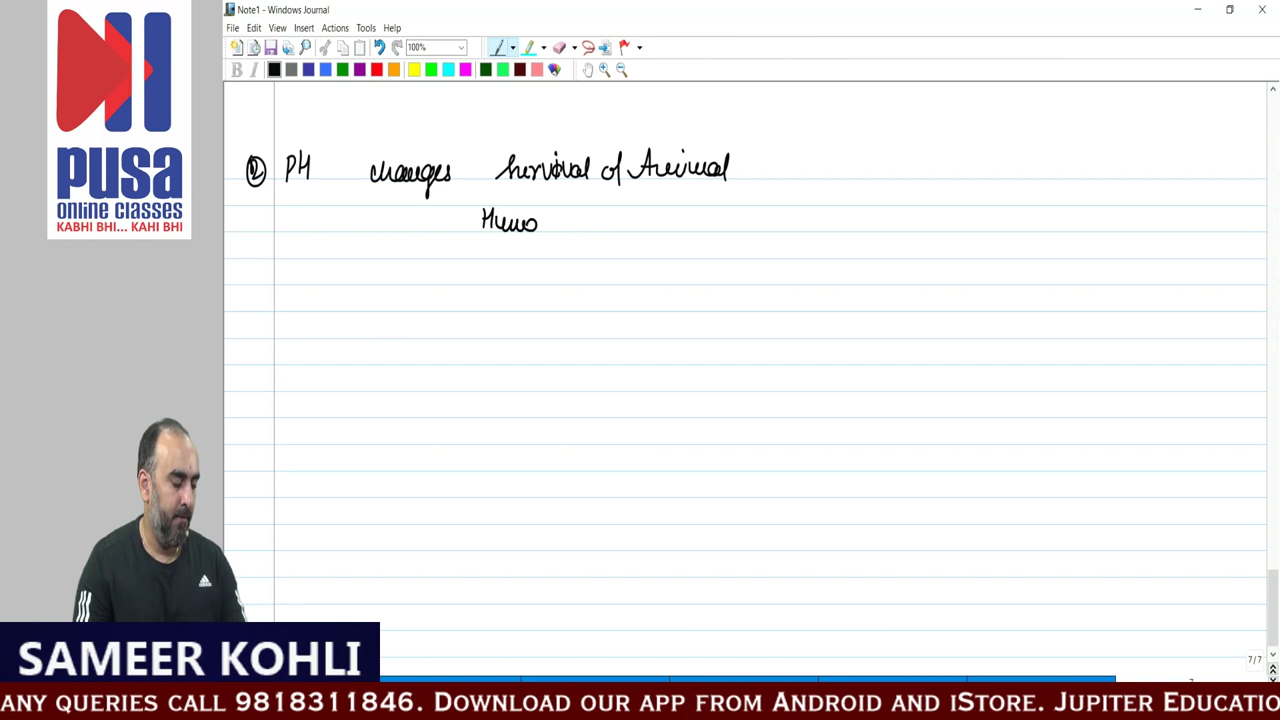 Note1 - Windows Journal
File Edit View Insert Actions Tools Help
100%
B I
PUSA
ONLINE CLASSES
KABHI BHI... KAHI BHI
② PH changes Survival of Animal
Huno
7/7
SAMEER KOHLI
ANY QUERIES CALL 9818311846. DOWNLOAD OUR APP FROM ANDROID AND ISTORE. JUPITER EDUCATIO